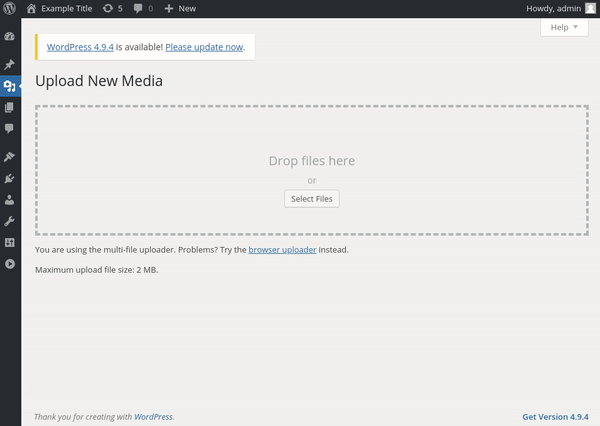 Example Title 5 0 New Howdy, admin
Help
WordPress 4.9.4 is available! Please update now.
Upload New Media
Drop files here
or
Select Files
You are using the multi-file uploader. Problems? Try the browser uploader instead.
Maximum upload file size: 2 MB.
Thank you for creating with WordPress. Get Version 4.9.4